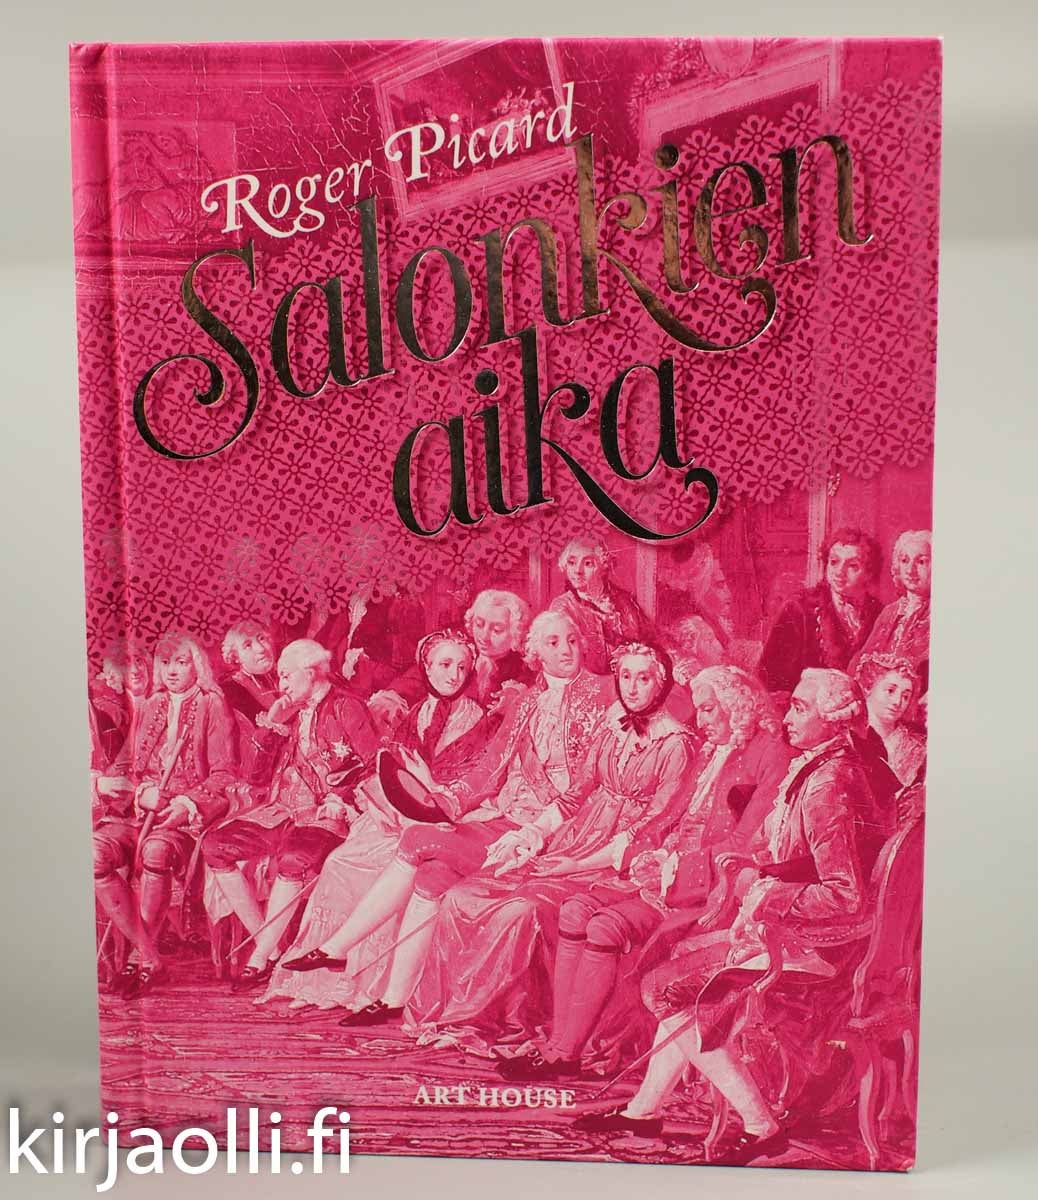 Roger Picard
Salonkien
aika
ART HOUSE
kirjaolli.fi